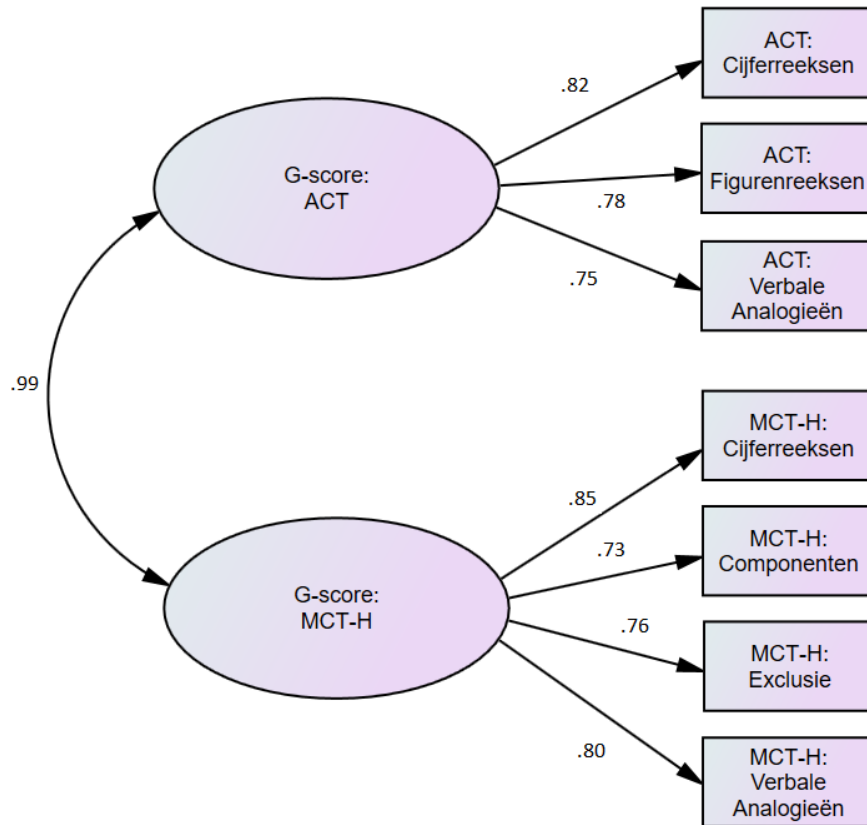 ACT:
Cijferreeksen
.82
G-score:
ACT
ACT:
Figurenreeksen
.78
ACT:
Verbale
Analogieën
.75
.99
MCT-H:
Cijferreeksen
.85
.73
MCT-H:
Componenten
G-score:
MCT-H
.76
MCT-H:
Exclusie
.80
MCT-H:
Verbale
Analogieën